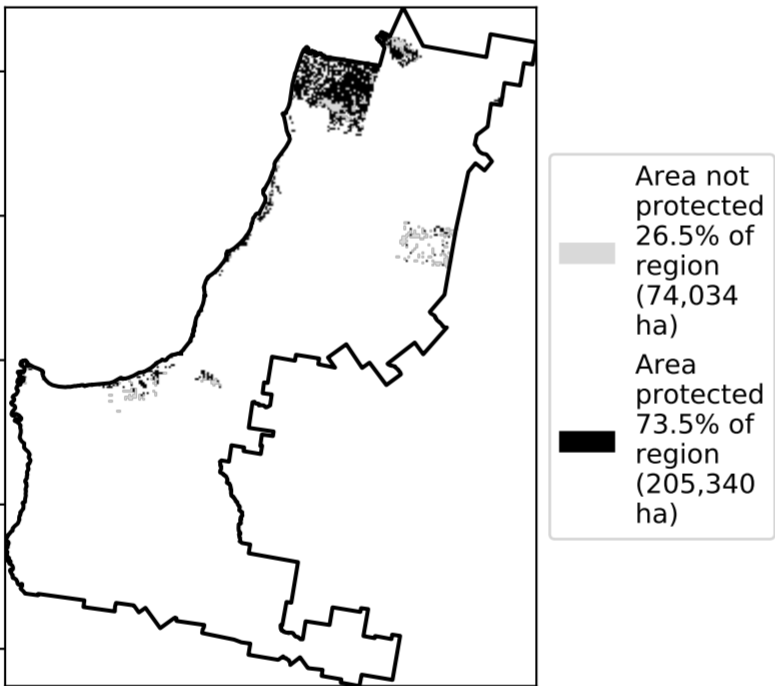 Area not
protected
26.5% of
region
(74,034
ha)
Area
protected
73.5% of
region
(205,340
ha)